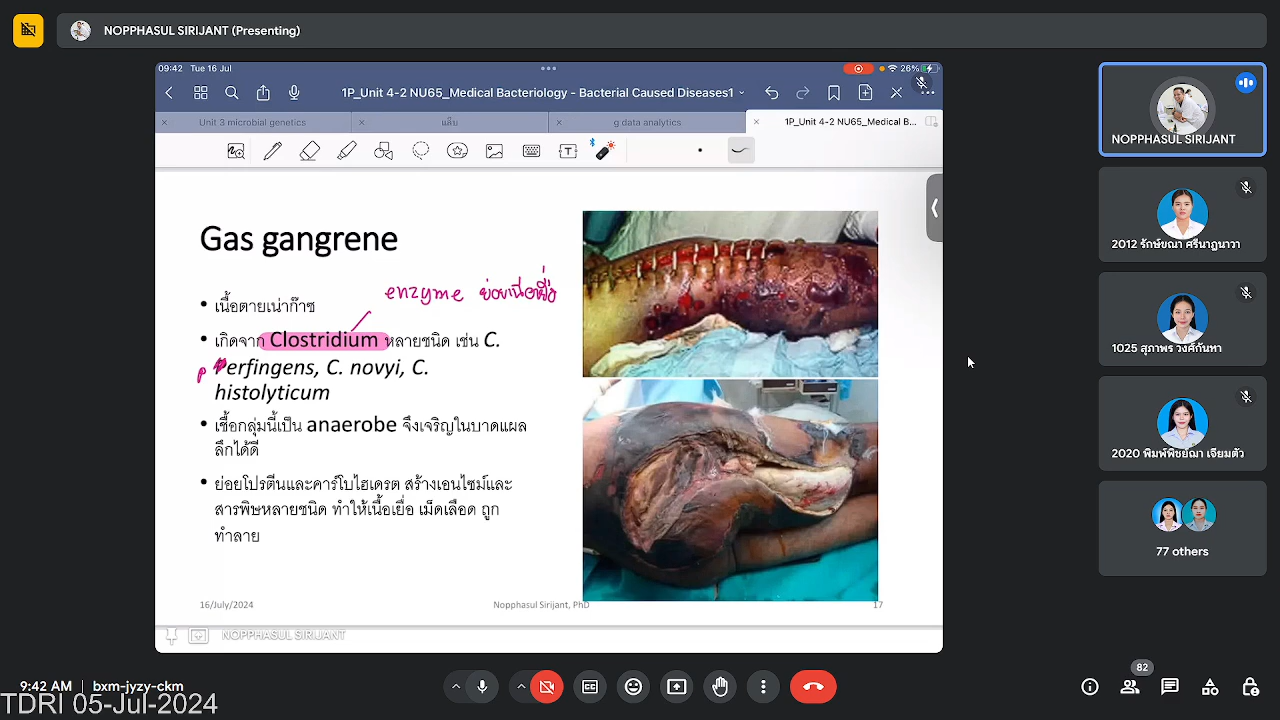 NOPPHASUL SIRIJANT (Presenting)
09:42 Tue 16 Jul
26%
1P_Unit 4-2 NU65_Medical Bacteriology - Bacterial Caused Diseases1
Unit 3 microbial genetics
g data analytics
1P_Unit 4-2 NU65_Medical B...
Gas gangrene
enzyme ย่อยเนื้อเยื่อ
เนื้อตายเน่าก๊าซ
เกิดจาก Clostridium หลายชนิด เช่น C.
p erfingens, C. novyi, C.
histolyticum
เชื้อกลุ่มนี้เป็น anaerobe จึงเจริญในบาดแผล
ลึกได้ดี
ย่อยโปรตีนและคาร์โบไฮเดรต สร้างเอนไซม์และ
สารพิษหลายชนิด ทำให้เนื้อเยื่อ เม็ดเลือด ถูก
ทำลาย
16/July/2024
Nopphasul Sirijant, PhD
17
NOPPHASUL SIRIJANT
NOPPHASUL SIRIJANT
2012 รักษ์ขณา ศรีนาฎนาวา
1025 สุภาพร วงศ์กันทา
2020 พิมพ์พิชย์ฌา เจียมตัว
77 others
82
9:42 AM
bxm-jyzy-ckm
TDRI 05-Jul-2024